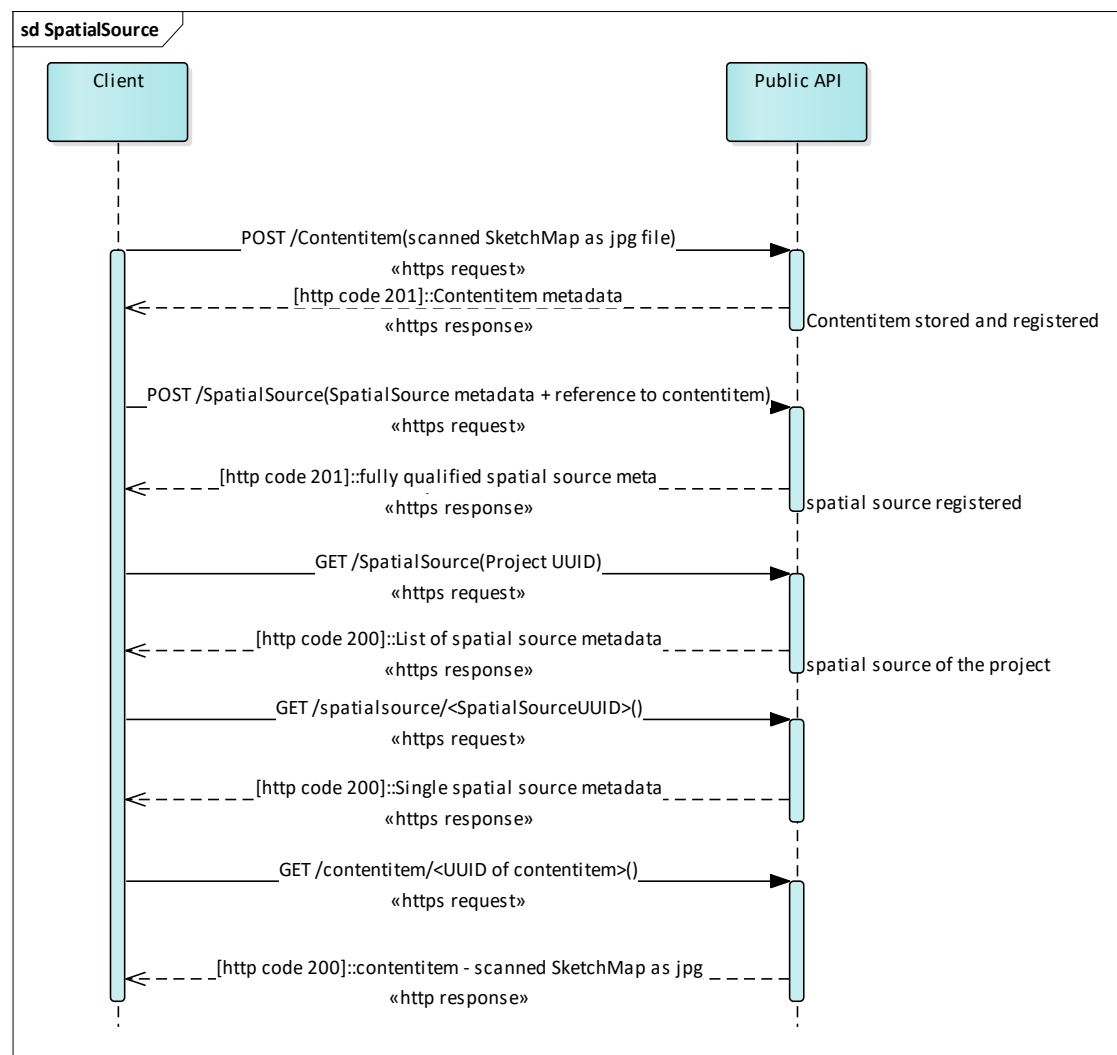 sd SpatialSource
Client
Public API
POST /Contentitem(scanned SketchMap as jpg file)
«https request»
[http code 201]::Contentitem metadata
«https response»
Contentitem stored and registered
POST /SpatialSource(SpatialSource metadata + reference to contentitem)
«https request»
[http code 201]::fully qualified spatial source meta
«https response»
spatial source registered
GET /SpatialSource(Project UUID)
«https request»
[http code 200]::List of spatial source metadata
«https response»
spatial source of the project
GET /spatialsource/<SpatialSourceUUID>()
«https request»
[http code 200]::Single spatial source metadata
«https response»
GET /contentitem/<UUID of contentitem>()
«https request»
[http code 200]::contentitem - scanned SketchMap as jpg
«http response»